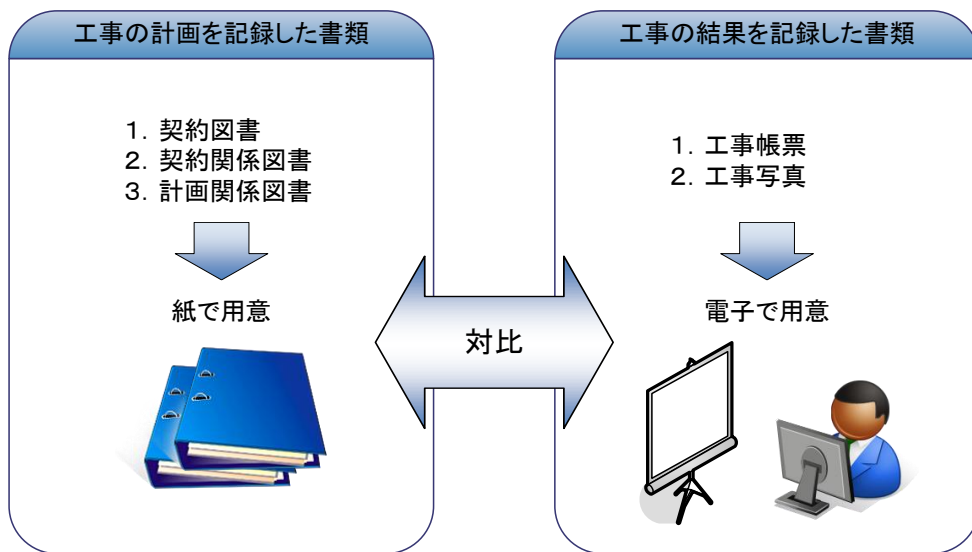 工事の計画を記録した書類
1. 契約図書
2. 契約関係図書
3. 計画関係図書
紙で用意
対比
工事の結果を記録した書類
1. 工事帳票
2. 工事写真
電子で用意